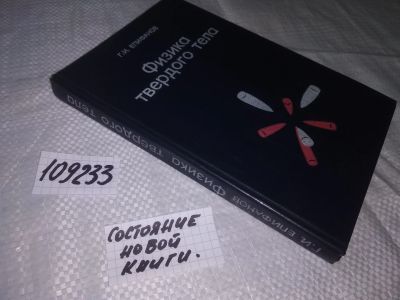 Г.И. ЕПИФАНОВ
Физика
твердого тела
Г.И. ЕПИФАНОВ Физика твердого тела
109233
СОСТОЯНИЕ
НОВОЙ
КНИГИ.